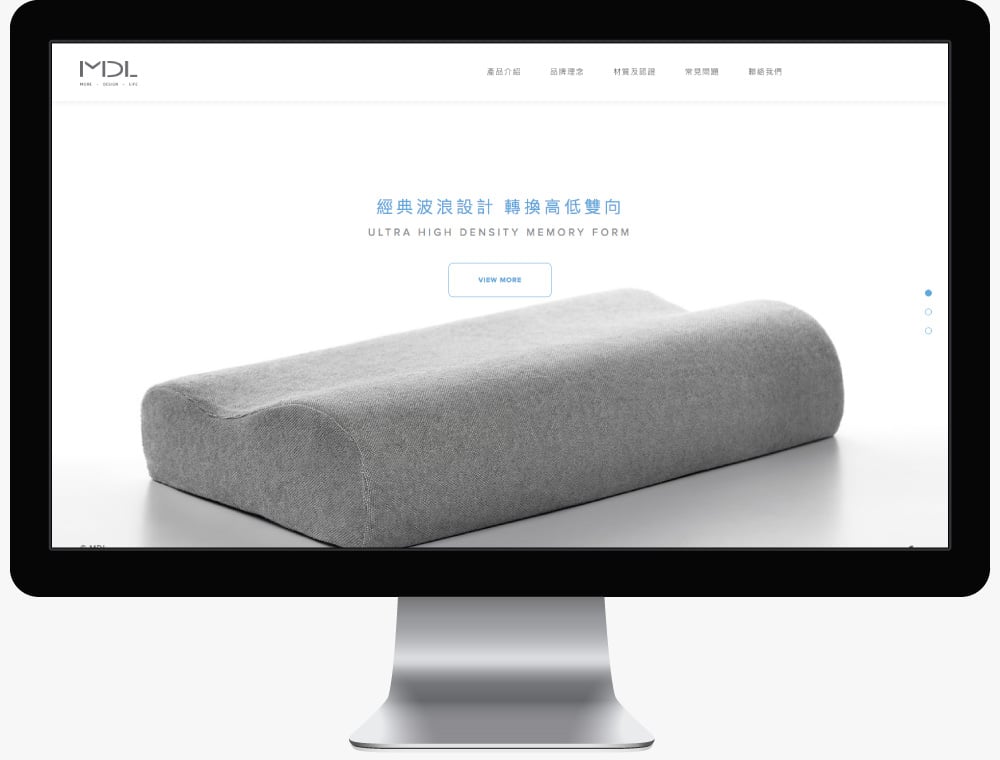 MDL
MORE · DESIGN · LIFE
產品介紹 品牌理念 材質及認證 常見問題 聯絡我們
經典波浪設計 轉換高低雙向
ULTRA HIGH DENSITY MEMORY FORM
VIEW MORE
© MDL